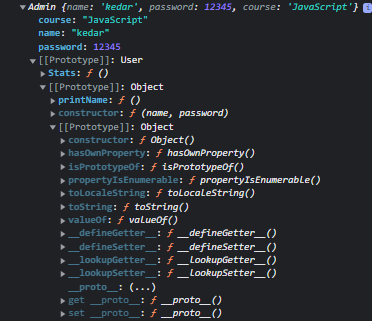 Admin {name: 'kedar', password: 12345, course: 'JavaScript'} i
course: "JavaScript"
name: "kedar"
password: 12345
[[Prototype]]: User
Stats: ƒ ()
[[Prototype]]: Object
printName: ƒ ()
constructor: ƒ (name, password)
[[Prototype]]: Object
constructor: ƒ Object()
hasOwnProperty: ƒ hasOwnProperty()
isPrototypeOf: ƒ isPrototypeOf()
propertyIsEnumerable: ƒ propertyIsEnumerable()
toLocaleString: ƒ toLocaleString()
toString: ƒ toString()
valueOf: ƒ valueOf()
__defineGetter__: ƒ __defineGetter__()
__defineSetter__: ƒ __defineSetter__()
__lookupGetter__: ƒ __lookupGetter__()
__lookupSetter__: ƒ __lookupSetter__()
__proto__: (...)
get __proto__: ƒ __proto__()
set __proto__: ƒ __proto__()